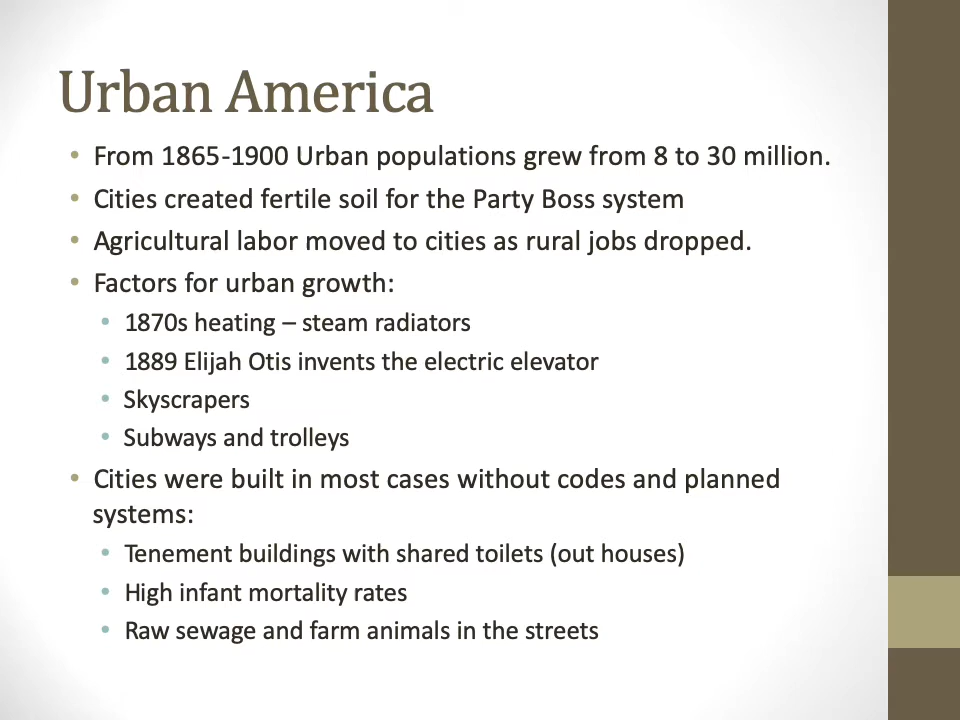 Urban America
• From 1865-1900 Urban populations grew from 8 to 30 million.
• Cities created fertile soil for the Party Boss system
• Agricultural labor moved to cities as rural jobs dropped.
• Factors for urban growth:
• 1870s heating – steam radiators
• 1889 Elijah Otis invents the electric elevator
• Skyscrapers
• Subways and trolleys
• Cities were built in most cases without codes and planned
systems:
• Tenement buildings with shared toilets (out houses)
• High infant mortality rates
• Raw sewage and farm animals in the streets